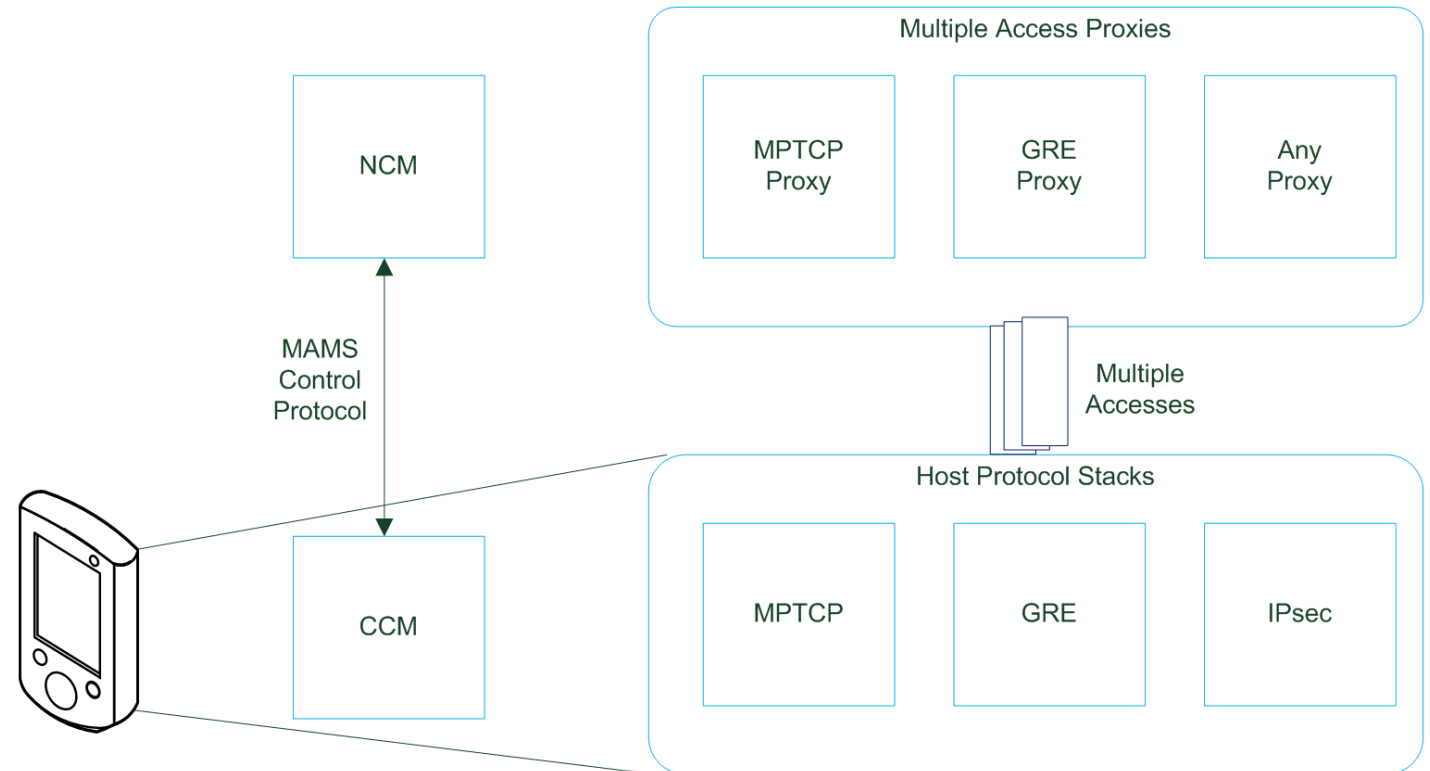 Multiple Access Proxies
NCM
MPTCP
Proxy
GRE
Proxy
Any
Proxy
MAMS
Control
Protocol
Multiple
Accesses
Host Protocol Stacks
CCM
MPTCP
GRE
IPsec